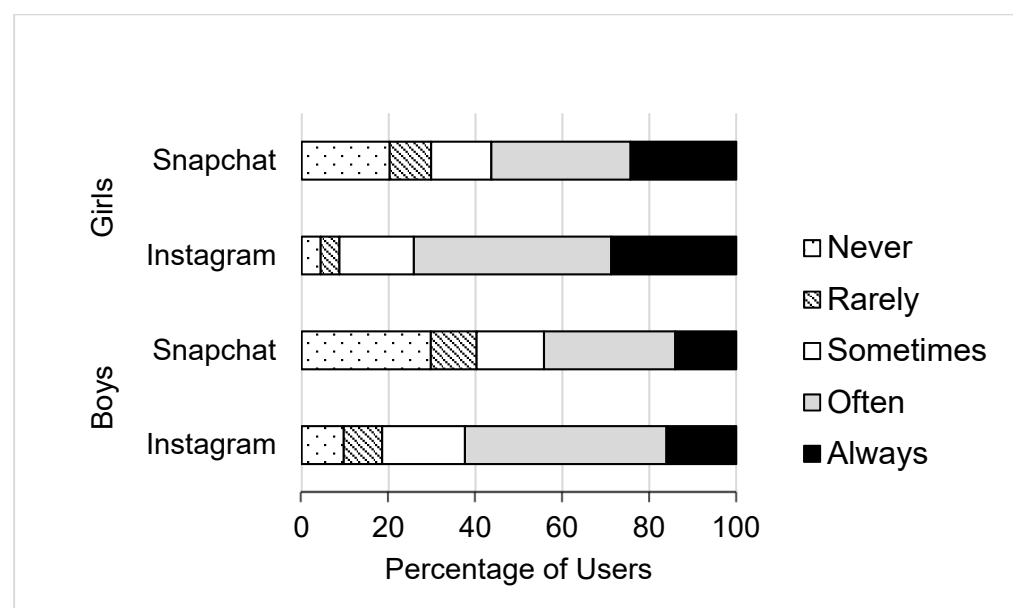 Girls
Snapchat
Instagram
Boys
Snapchat
Instagram
0 20 40 60 80 100
Percentage of Users
Never
Rarely
Sometimes
Often
Always